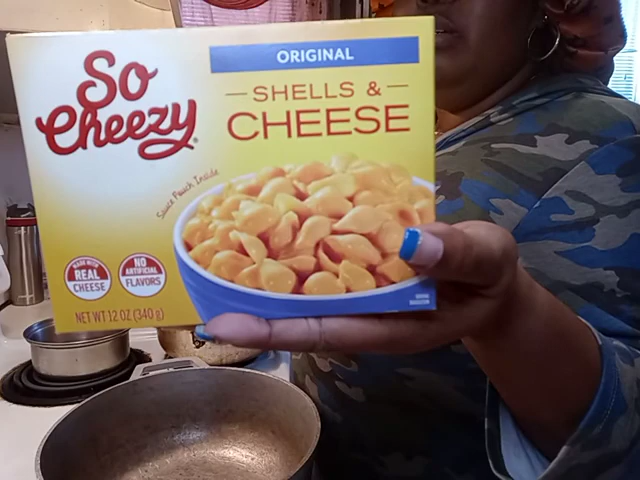 ORIGINAL
So
Cheezy
SHELLS &
CHEESE
Sauce Pouch Inside
MADE WITH
REAL
CHEESE
NO
ARTIFICIAL
FLAVORS
NET WT 12 OZ (340 g)